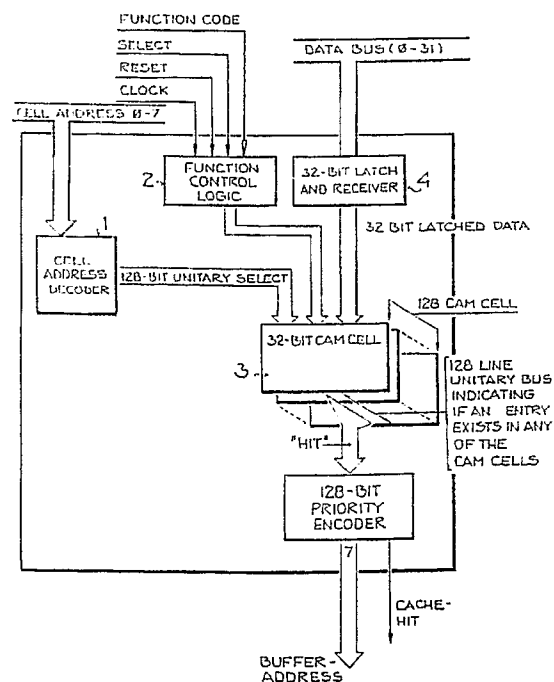 FUNCTION CODE
SELECT
RESET
CLOCK
CELL ADDRESS 0-7
DATA BUS (0-31)
2
FUNCTION
CONTROL
LOGIC
32-BIT LATCH
AND RECEIVER
4
32 BIT LATCHED DATA
1
CELL
ADDRESS
DECODER
128-BIT UNITARY SELECT
128 CAM CELL
32-BIT CAM CELL
3
128 LINE
UNITARY BUS
INDICATING
IF AN ENTRY
EXISTS IN ANY
OF THE
CAM CELLS
"HIT"
128-BIT
PRIORITY
ENCODER
7
CACHE-
HIT
BUFFER-
ADDRESS